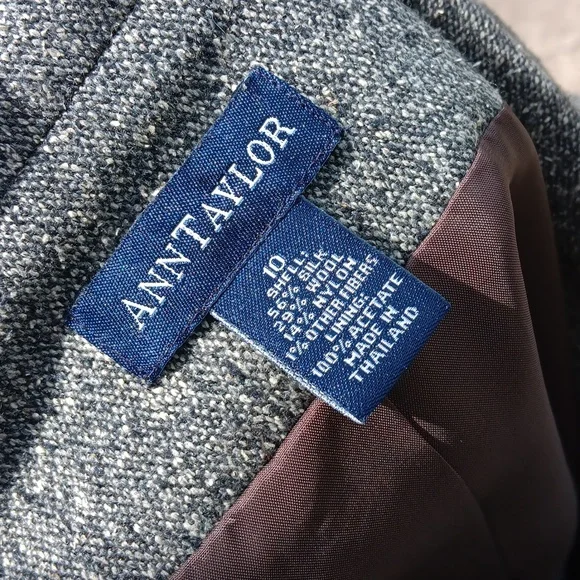 ANNTAYLOR
10
SHELL:
56% SILK
29% WOOL
14% NYLON
1% OTHER FIBERS
LINING:
100% ACETATE
MADE IN
THAILAND